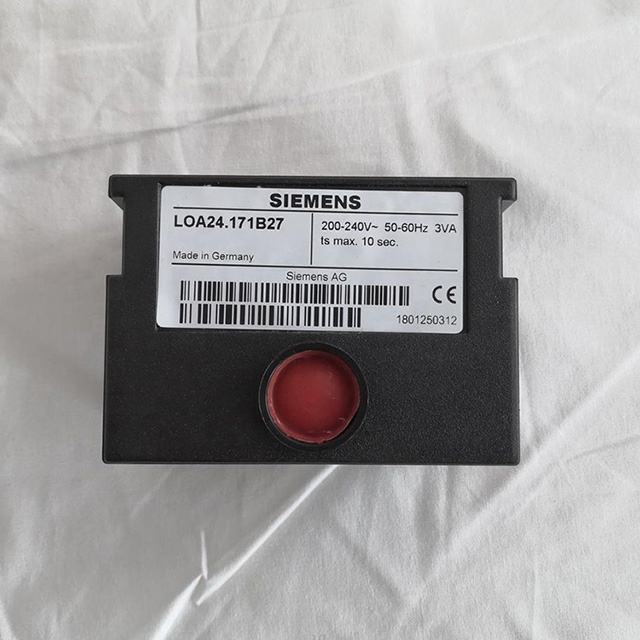 SIEMENS
LOA24.171B27
200-240V~ 50-60Hz 3VA
ts max. 10 sec.
Made in Germany
Siemens AG
CE
1801250312